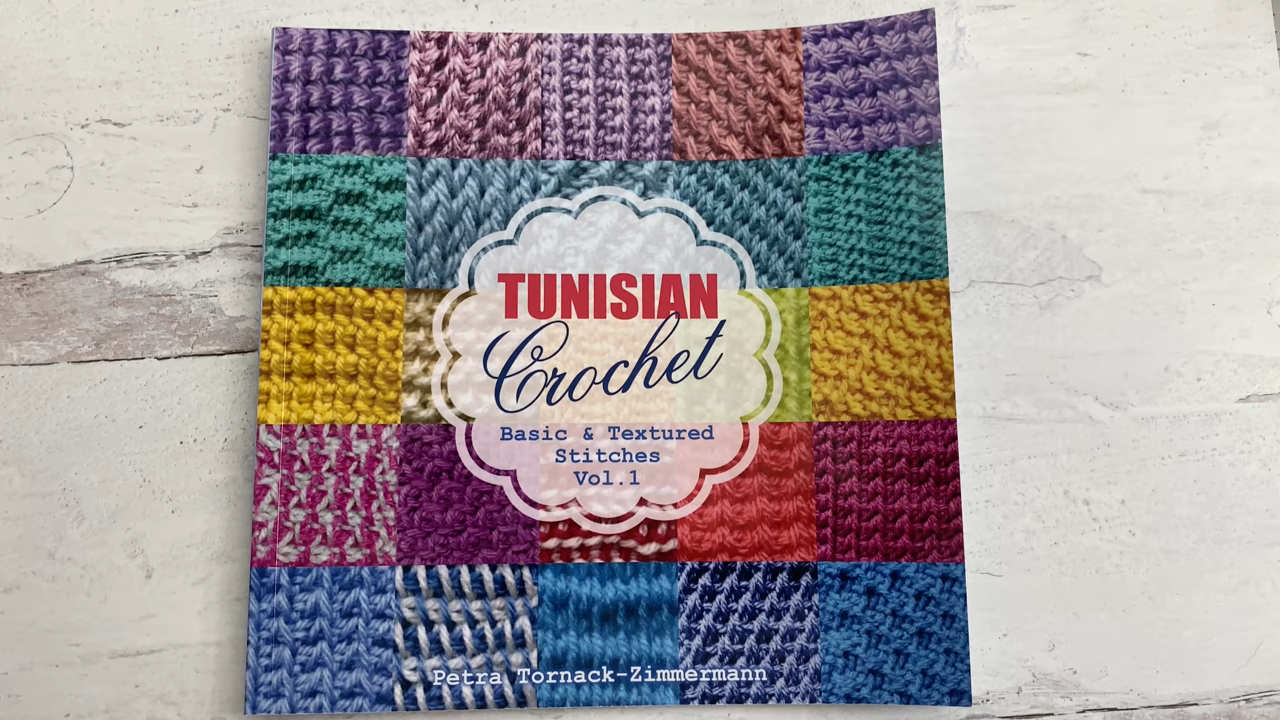 TUNISIAN
Crochet
Basic & Textured
Stitches
Vol.1
Petra Tornack-Zimmermann